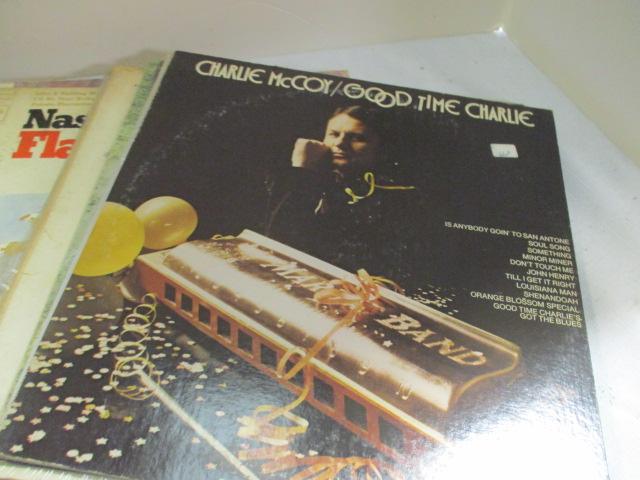 CHARLIE McCOY/THE GOOD TIME CHARLIE
IS ANYBODY GOIN' TO SAN ANTONE
SOUL SONG
SOMETHING
MINOR MINER
DON'T TOUCH ME
JOHN HENRY
TILL I GET IT RIGHT
LOUISIANA MAN
SHENANDOAH
ORANGE BLOSSOM SPECIAL
GOOD TIME CHARLIE'S
GOT THE BLUES
BAND
Nas
Fla